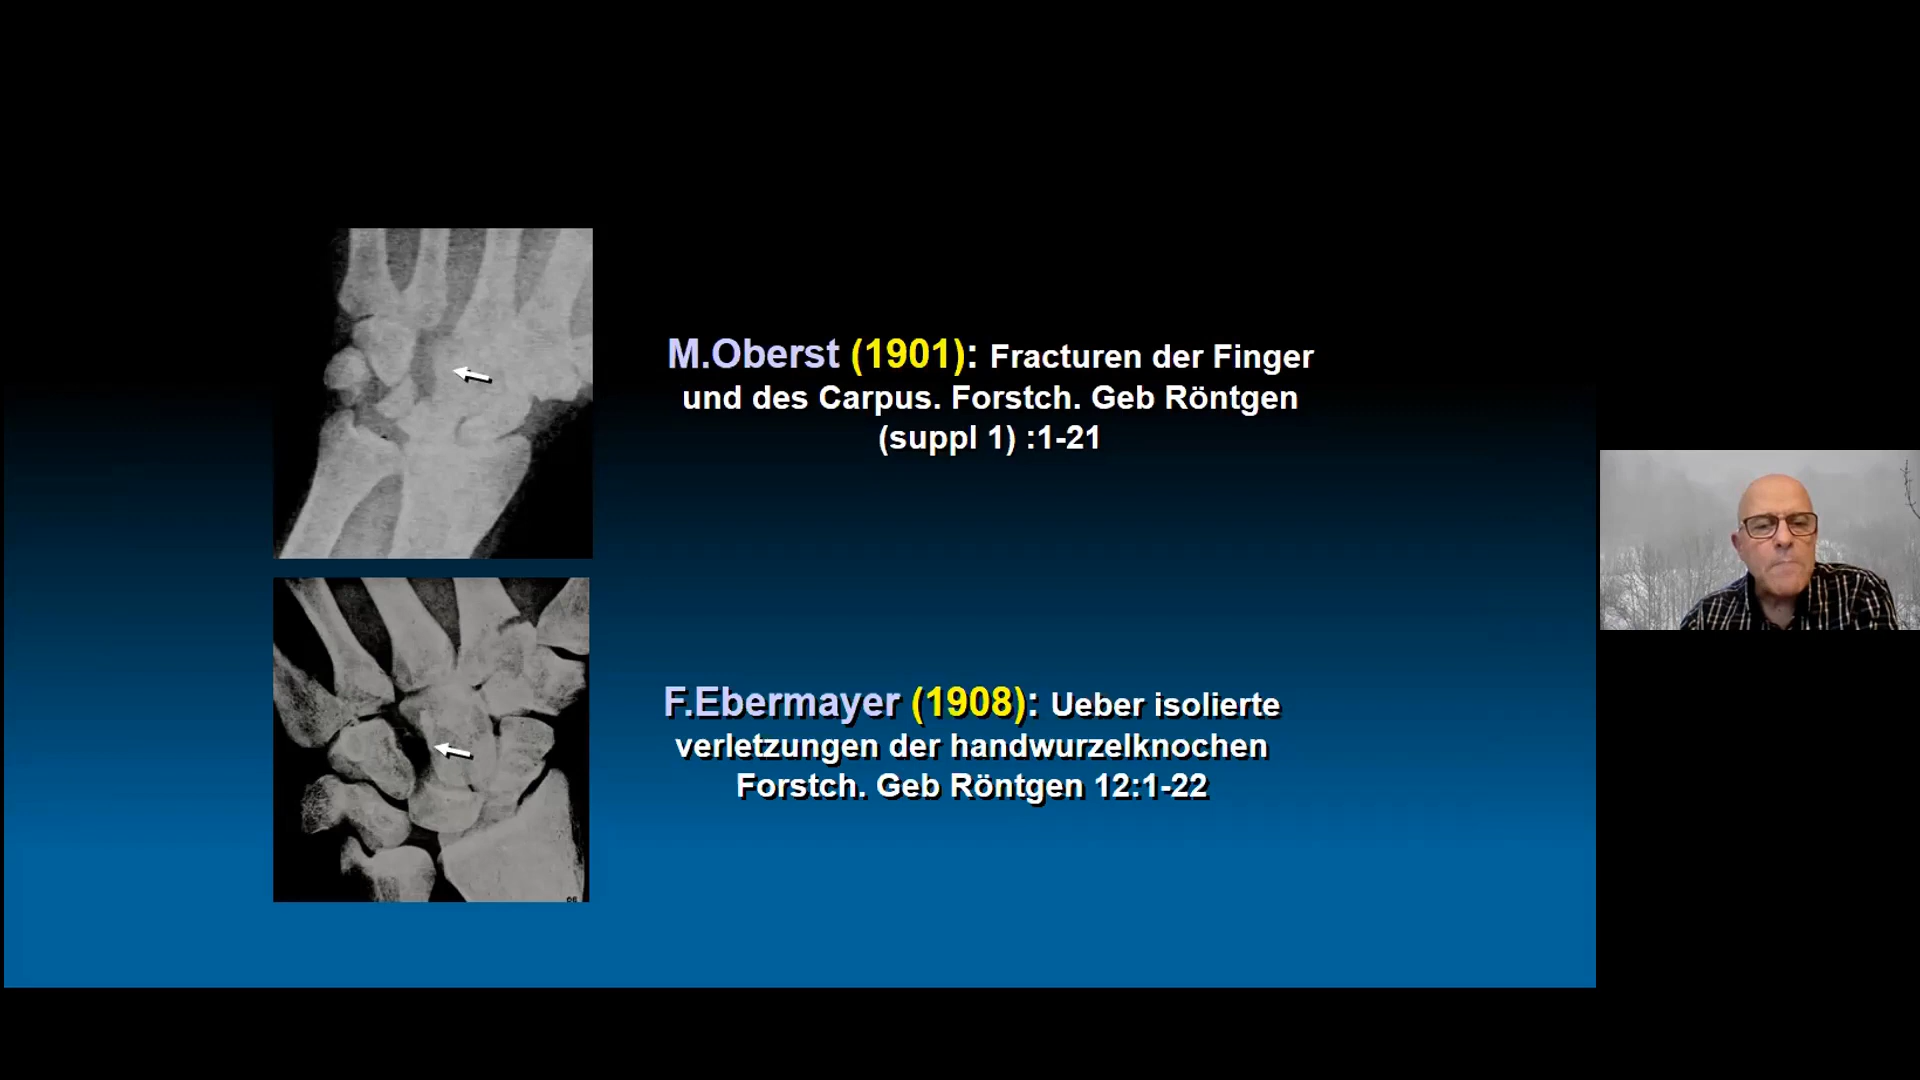 M.Oberst (1901): Fracturen der Finger
und des Carpus. Forstch. Geb Röntgen
(suppl 1) :1-21
F.Ebermayer (1908): Ueber isolierte
verletzungen der handwurzelknochen
Forstch. Geb Röntgen 12:1-22